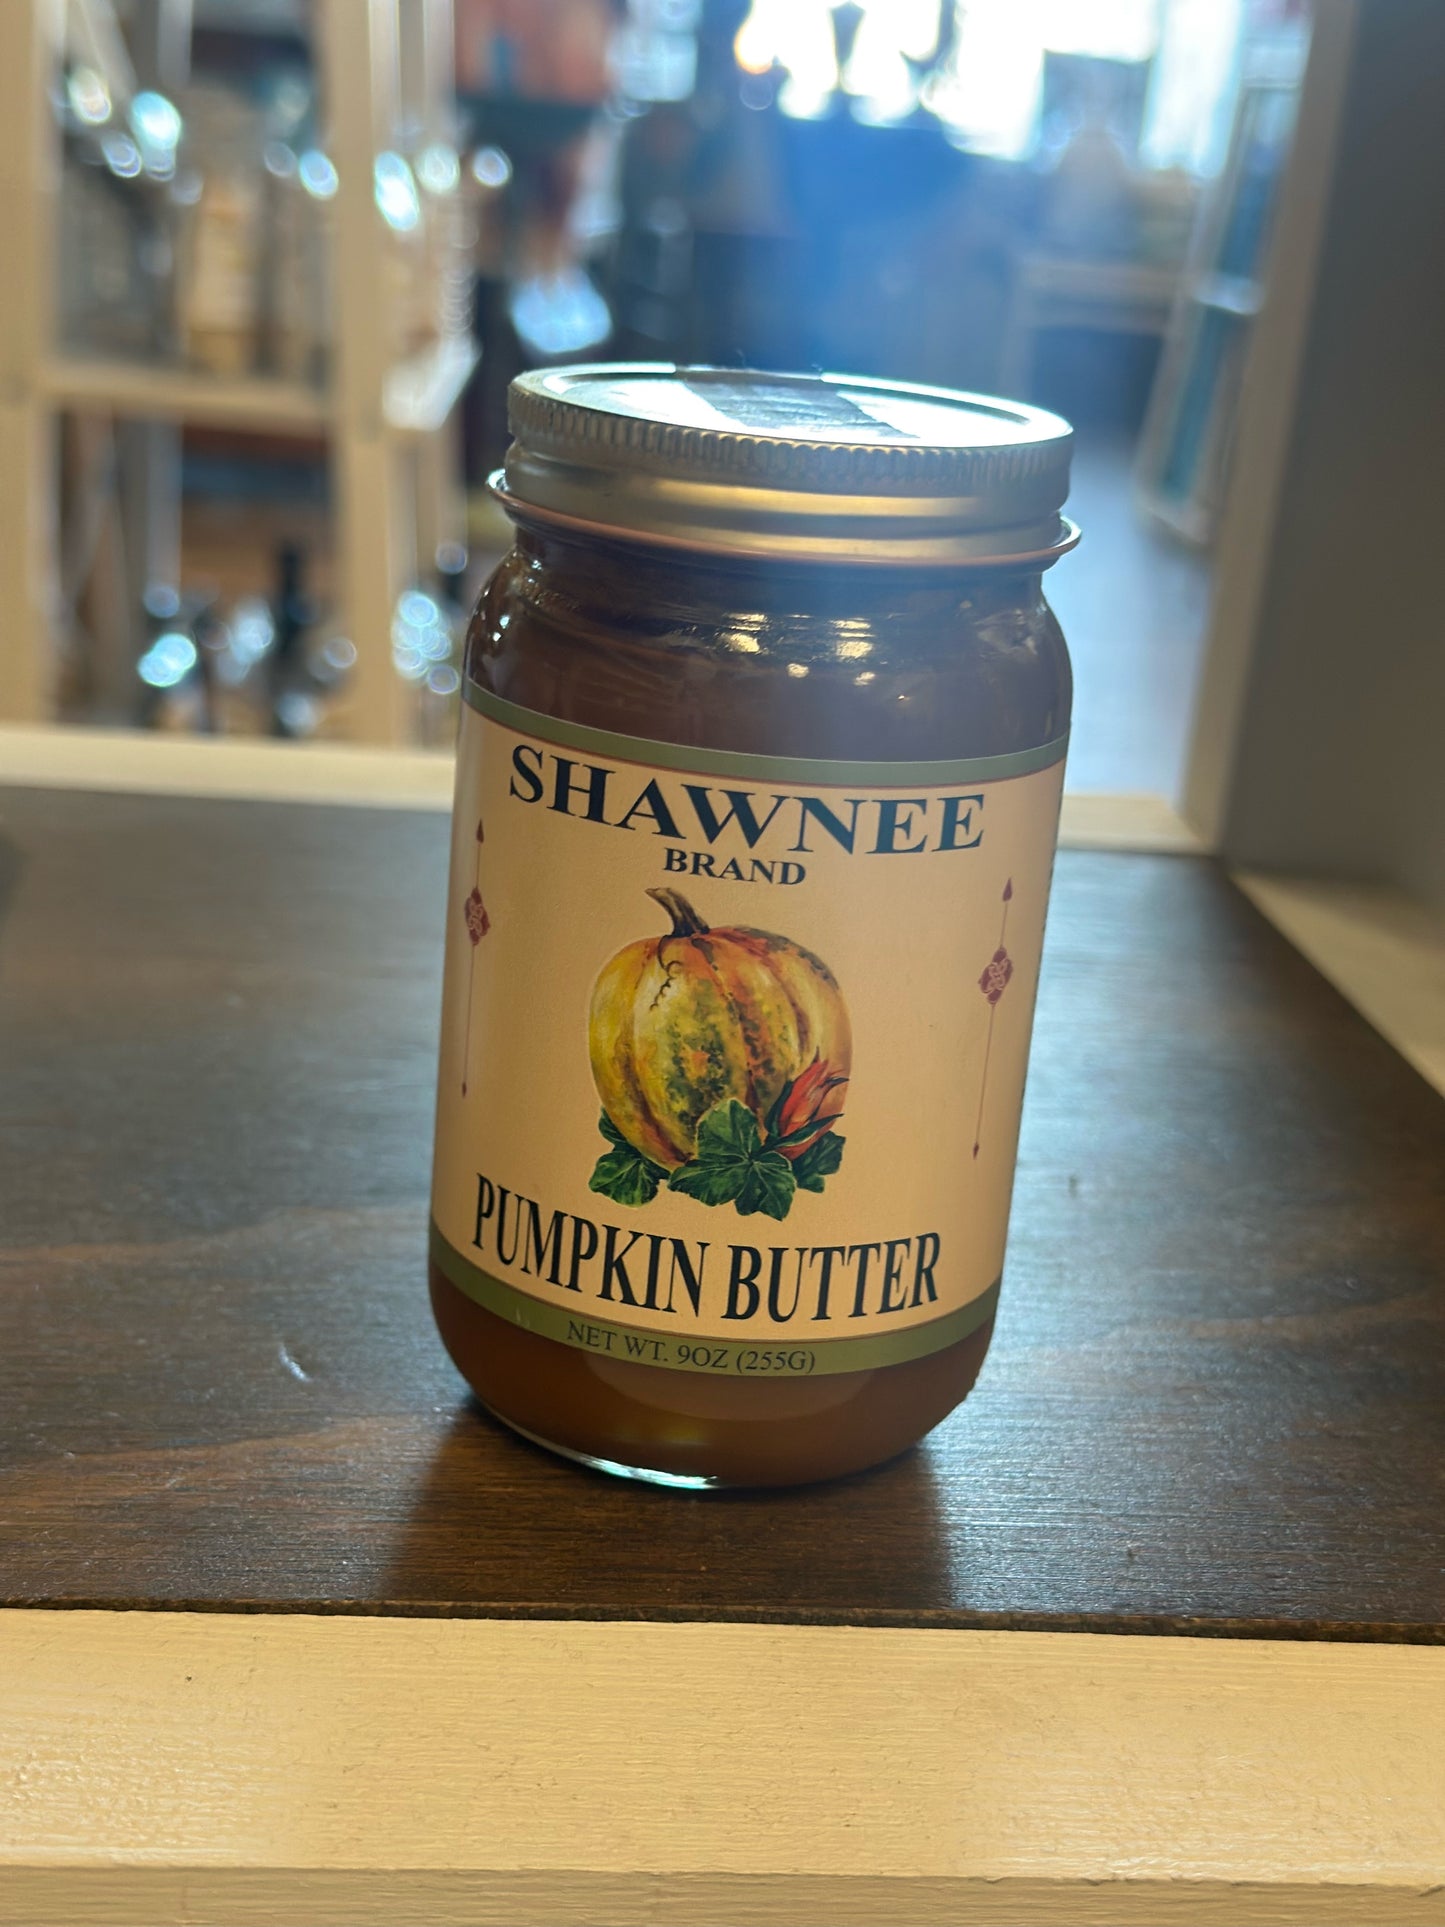 SHAWNEE
BRAND
PUMPKIN BUTTER
NET WT. 9OZ (255G)